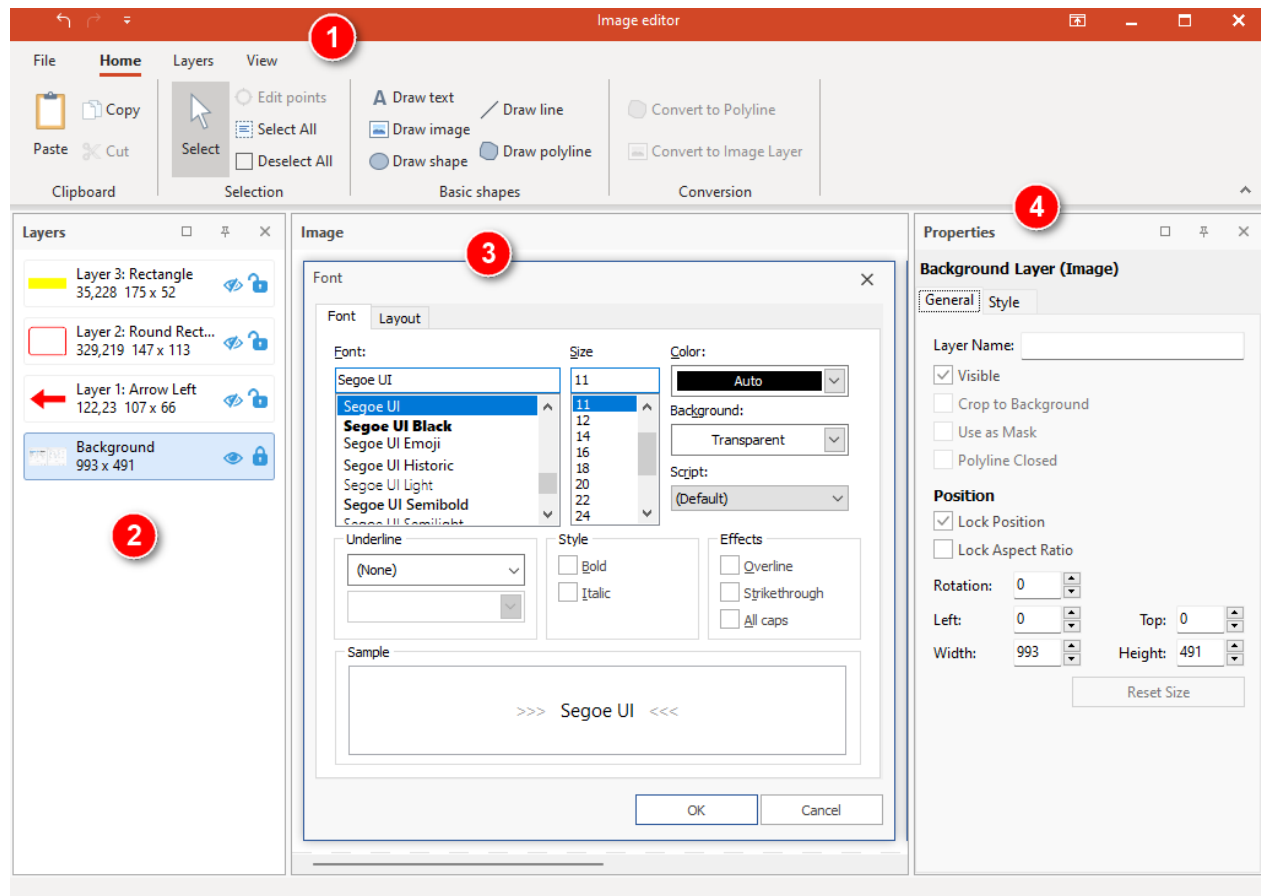 Image editor
1
File Home Layers View
Paste
Copy
Cut
Clipboard
Select
Edit points
Select All
Deselect All
Selection
A Draw text
Draw image
Draw shape
Draw line
Draw polyline
Basic shapes
Convert to Polyline
Convert to Image Layer
Conversion
Layers
Layer 3: Rectangle
35,228 175 x 52
Layer 2: Round Rect...
329,219 147 x 113
Layer 1: Arrow Left
122,23 107 x 66
Background
993 x 491
2
Image
3
Font
Font Layout
Font:
Segoe UI
Segoe UI
Segoe UI Black
Segoe UI Emoji
Segoe UI Historic
Segoe UI Light
Segoe UI Semibold
Segoe UI Semilight
Size
11
11
12
14
16
18
20
22
24
Color:
Auto
Background:
Transparent
Script:
(Default)
Underline
(None)
Style
Bold
Italic
Effects
Overline
Strikethrough
All caps
Sample
>>> Segoe UI <<<
OK Cancel
4
Properties
Background Layer (Image)
General Style
Layer Name:
Visible
Crop to Background
Use as Mask
Polyline Closed
Position
Lock Position
Lock Aspect Ratio
Rotation: 0
Left: 0 Top: 0
Width: 993 Height: 491
Reset Size